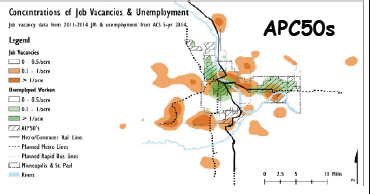 Concentrations of Job Vacancies & Unemployment
APC50s
Job vacancy data from 2011-2014 JVS & unemployment from ACS 5-yr 2014
Legend
Job Vacancies
0 - 0.5/acre
0.1 - 1/acre
> 1/acre
Unemployed Workers
0 - 0.5/acre
0.1 - 1/acre
> 1/acre
ACP50's
Metro/Commuter Rail Line
Planned Metro Lines
Planned Rapid Bus Lines
Minneapolis & St. Paul
Rivers
0 2.5 5 10 Miles